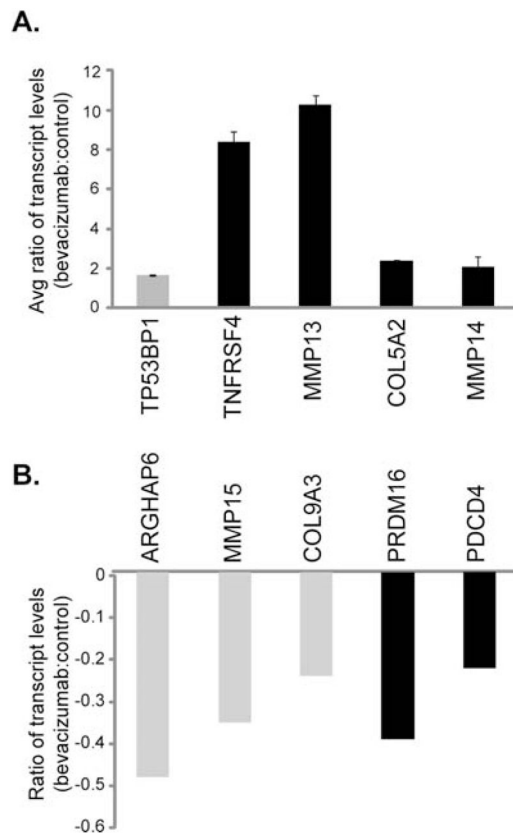 A.
Avg ratio of transcript levels
(bevacizumab:control)
12
10
8
6
4
2
0
TP53BP1
TNFRSF4
MMP13
COL5A2
MMP14
B.
ARGHAP6
MMP15
COL9A3
PRDM16
PDCD4
Ratio of transcript levels
(bevacizumab:control)
0
-0.1
-0.2
-0.3
-0.4
-0.5
-0.6